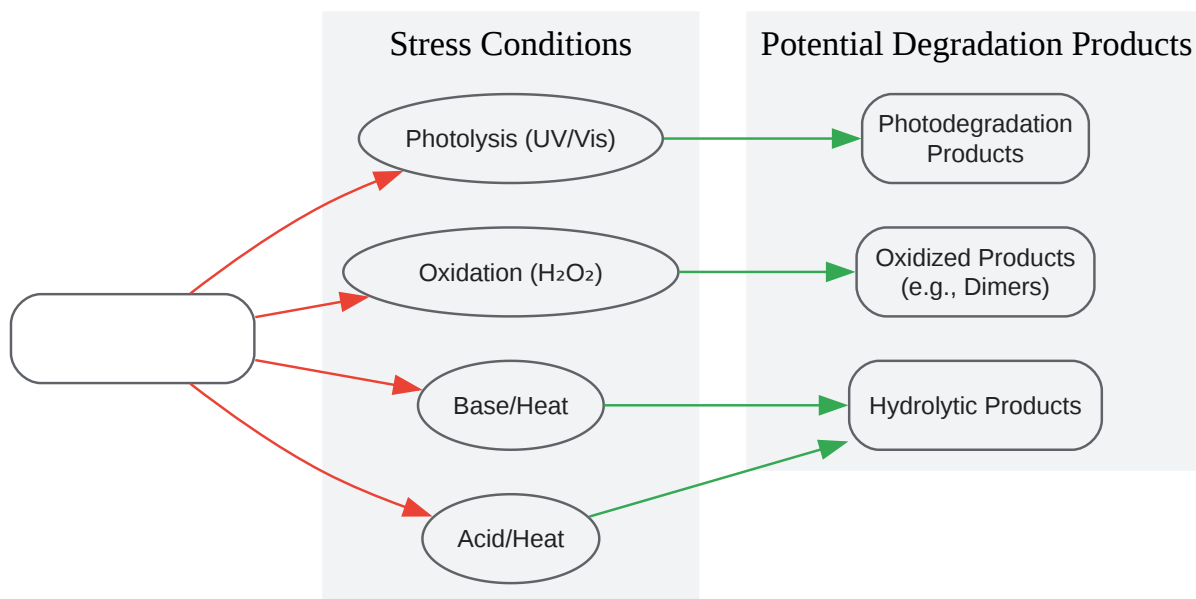 Stress Conditions
Potential Degradation Products
Photolysis (UV/Vis)
Photodegradation
Products
Oxidation (H₂O₂)
Oxidized Products
(e.g., Dimers)
Base/Heat
Hydrolytic Products
Acid/Heat